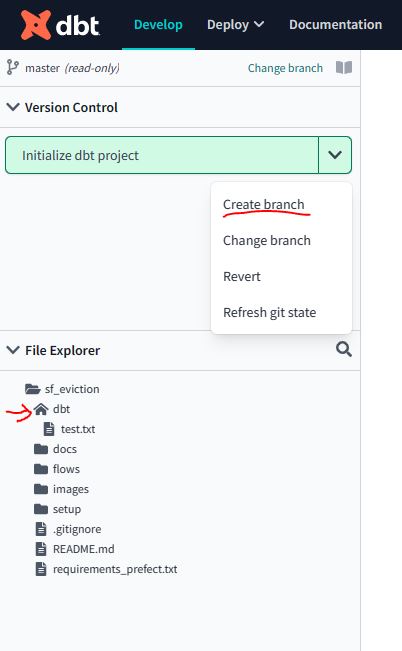 dbt Develop Deploy Documentation
master (read-only) Change branch
Version Control
Initialize dbt project
Create branch
Change branch
Revert
Refresh git state
File Explorer
sf_eviction
dbt
test.txt
docs
flows
images
setup
.gitignore
README.md
requirements_prefect.txt